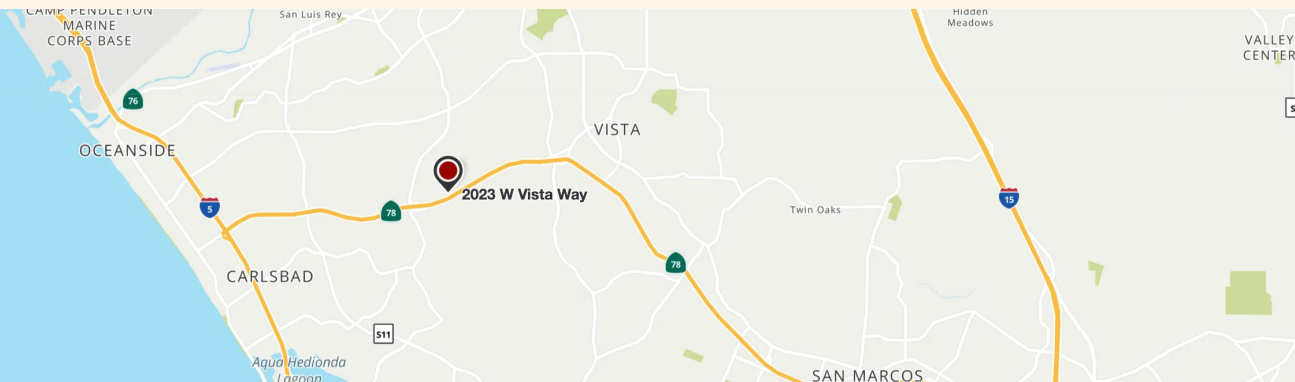 CAMP PENDLETON
MARINE
CORPS BASE
San Luis Rey
Hidden
Meadows
VALLEY
CENTER
76
S
VISTA
OCEANSIDE
2023 W Vista Way
5
78
15
Twin Oaks
78
CARLSBAD
S11
Aqua Hedionda
Lagoon
SAN MARCOS